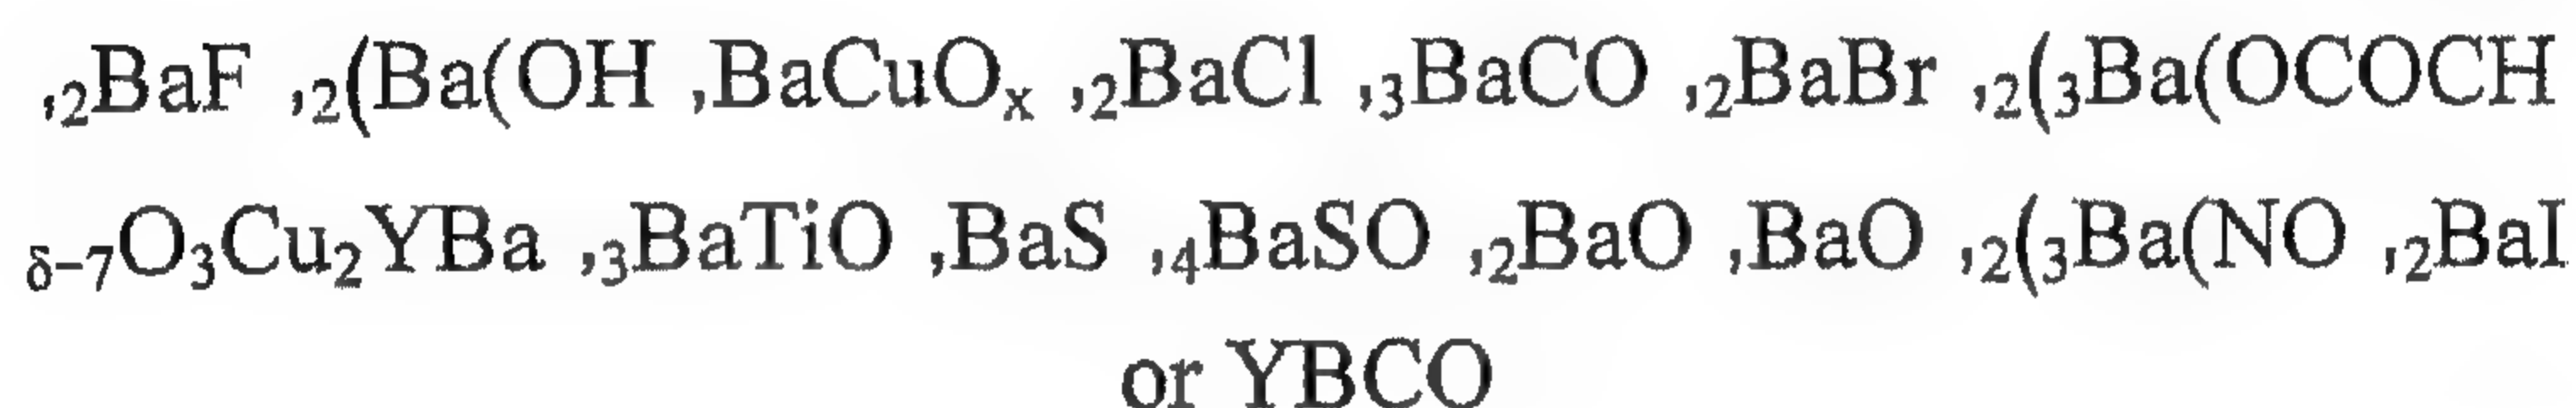 ,₂BaF ,₂(Ba(OH ,BaCuOₓ ,₂BaCl ,₃BaCO ,₂BaBr ,₂(₃Ba(OCOCH
δ−₇O₃Cu₂YBa ,₃BaTiO ,BaS ,₄BaSO ,₂BaO ,BaO ,₂(₃Ba(NO ,₂BaI
or YBCO